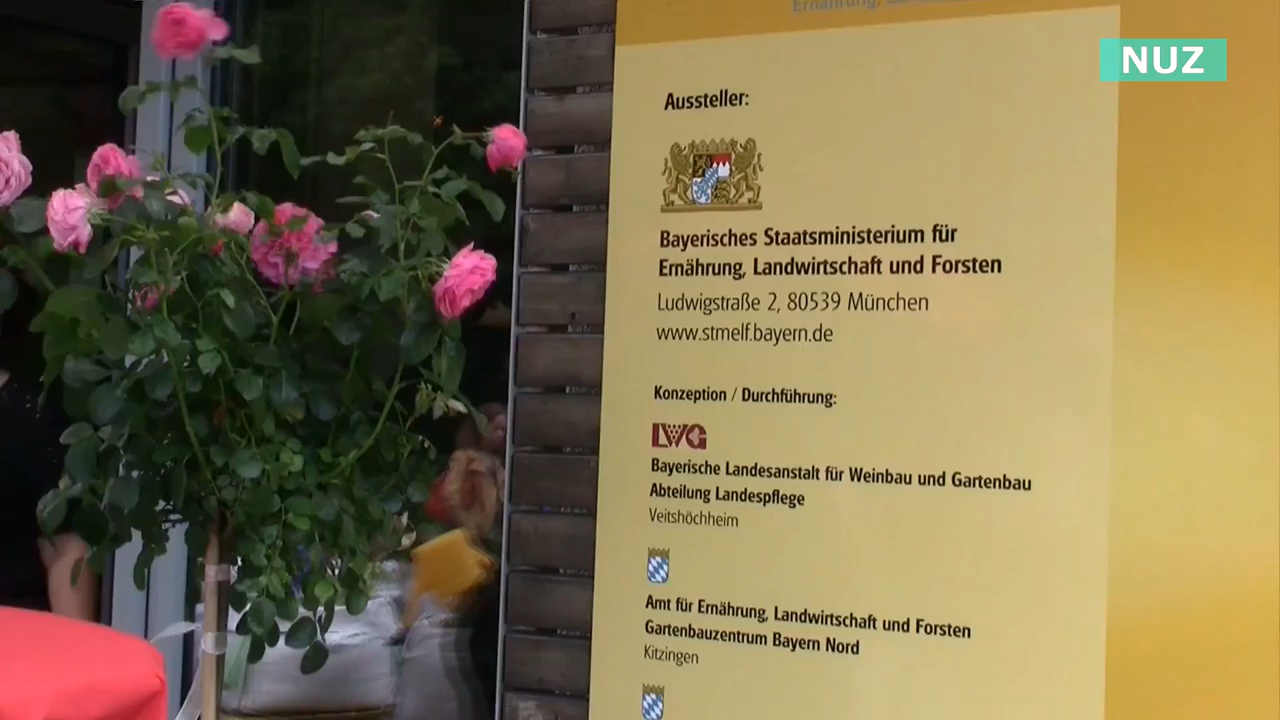 Ernährung,
NUZ
Aussteller:
Bayerisches Staatsministerium für
Ernährung, Landwirtschaft und Forsten
Ludwigstraße 2, 80539 München
www.stmelf.bayern.de
Konzeption / Durchführung:
LWG
Bayerische Landesanstalt für Weinbau und Gartenbau
Abteilung Landespflege
Veitshöchheim
Amt für Ernährung, Landwirtschaft und Forsten
Gartenbauzentrum Bayern Nord
Kitzingen